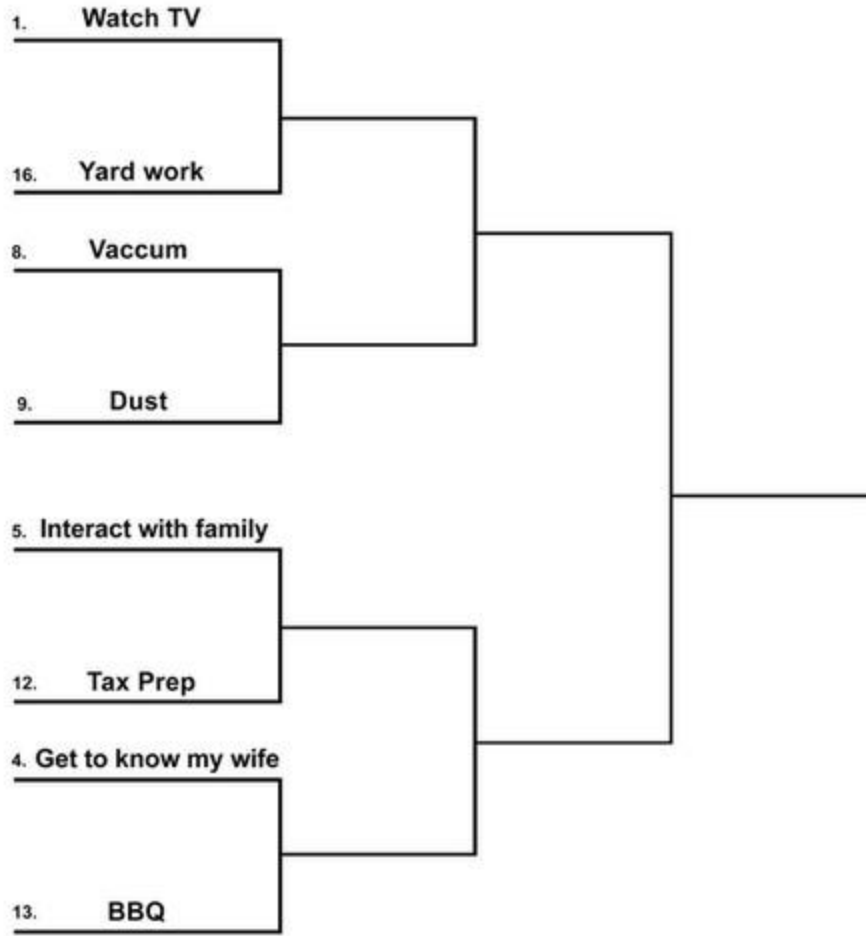 1. Watch TV
16. Yard work
8. Vaccum
9. Dust
5. Interact with family
12. Tax Prep
4. Get to know my wife
13. BBQ